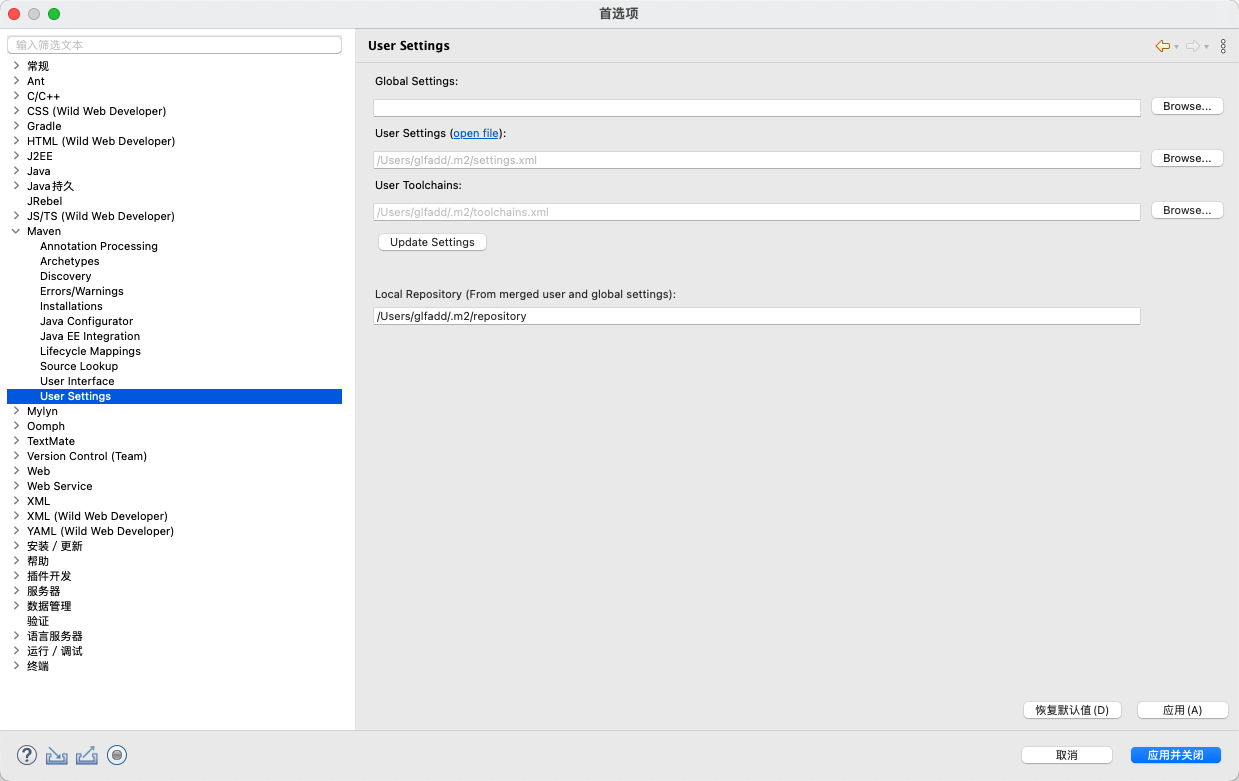 首选项
输入筛选文本
常规
Ant
C/C++
CSS (Wild Web Developer)
Gradle
HTML (Wild Web Developer)
J2EE
Java
Java持久
JRebel
JS/TS (Wild Web Developer)
Maven
Annotation Processing
Archetypes
Discovery
Errors/Warnings
Installations
Java Configurator
Java EE Integration
Lifecycle Mappings
Source Lookup
User Interface
User Settings
Mylyn
Oomph
TextMate
Version Control (Team)
Web
Web Service
XML
XML (Wild Web Developer)
YAML (Wild Web Developer)
安装 / 更新
帮助
插件开发
服务器
数据管理
验证
语言服务器
运行 / 调试
终端
User Settings
Global Settings:
Browse...
User Settings (open file):
/Users/glfadd/.m2/settings.xml
Browse...
User Toolchains:
/Users/glfadd/.m2/toolchains.xml
Browse...
Update Settings
Local Repository (From merged user and global settings):
/Users/glfadd/.m2/repository
恢复默认值(D)
应用(A)
?
取消
应用并关闭